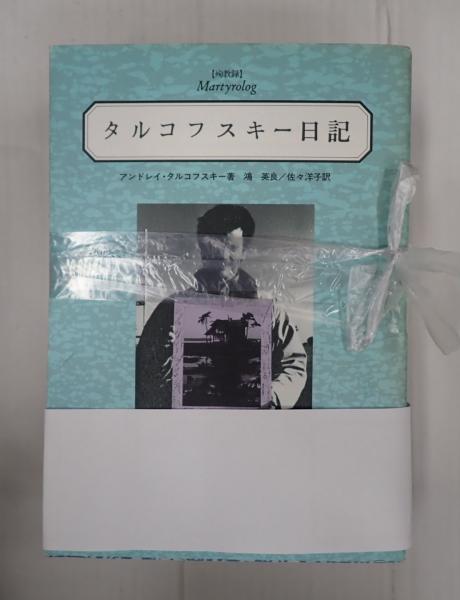 【殉教録】
Martyrolog
タルコフスキー日記
アンドレイ・タルコフスキー著 鴻 英良／佐々洋子訳